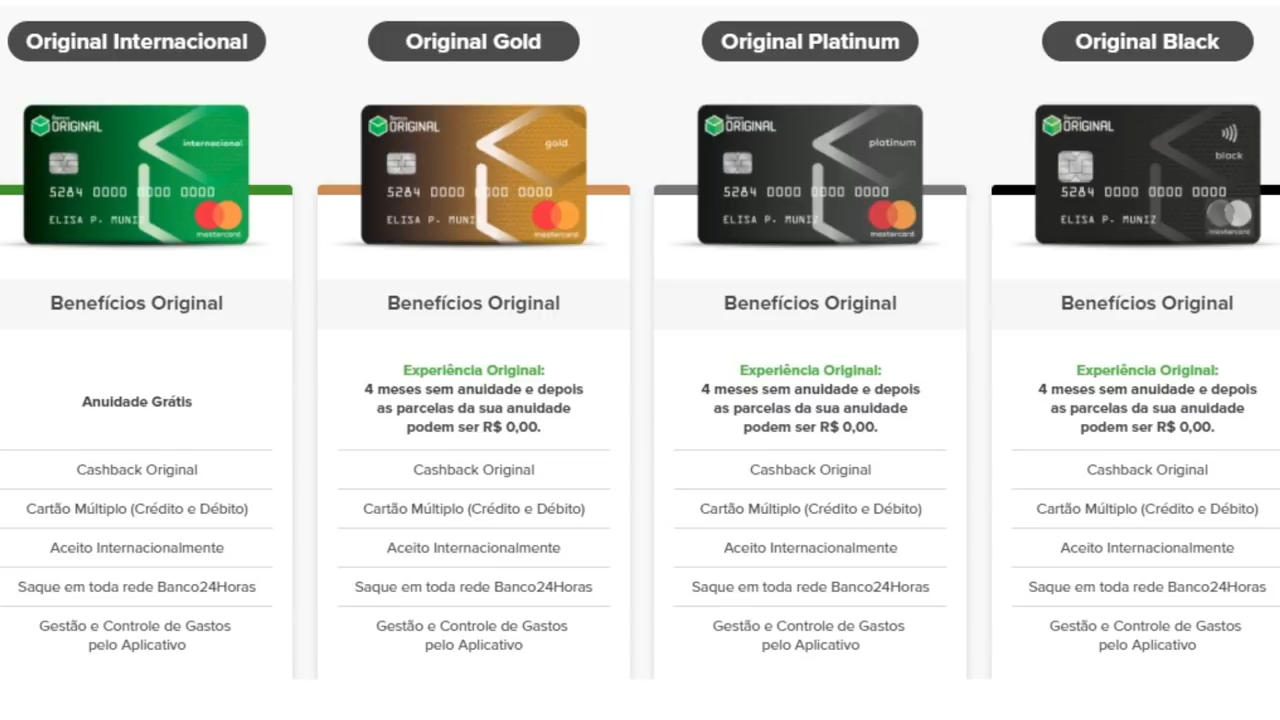 Original Internacional
Banco
ORIGINAL
internacional
5284 0000 0000 0000
ELISA P. MUNIZ
mastercard
Benefícios Original
Anuidade Grátis
Cashback Original
Cartão Múltiplo (Crédito e Débito)
Aceito Internacionalmente
Saque em toda rede Banco24Horas
Gestão e Controle de Gastos
pelo Aplicativo
Original Gold
Banco
ORIGINAL
gold
5284 0000 0000 0000
ELISA P. MUNIZ
mastercard
Benefícios Original
Experiência Original:
4 meses sem anuidade e depois
as parcelas da sua anuidade
podem ser R$ 0,00.
Cashback Original
Cartão Múltiplo (Crédito e Débito)
Aceito Internacionalmente
Saque em toda rede Banco24Horas
Gestão e Controle de Gastos
pelo Aplicativo
Original Platinum
Banco
ORIGINAL
platinum
5284 0000 0000 0000
ELISA P. MUNIZ
mastercard
Benefícios Original
Experiência Original:
4 meses sem anuidade e depois
as parcelas da sua anuidade
podem ser R$ 0,00.
Cashback Original
Cartão Múltiplo (Crédito e Débito)
Aceito Internacionalmente
Saque em toda rede Banco24Horas
Gestão e Controle de Gastos
pelo Aplicativo
Original Black
Banco
ORIGINAL
black
5284 0000 0000 0000
ELISA P. MUNIZ
mastercard
Benefícios Original
Experiência Original:
4 meses sem anuidade e depois
as parcelas da sua anuidade
podem ser R$ 0,00.
Cashback Original
Cartão Múltiplo (Crédito e Débito)
Aceito Internacionalmente
Saque em toda rede Banco24Horas
Gestão e Controle de Gastos
pelo Aplicativo